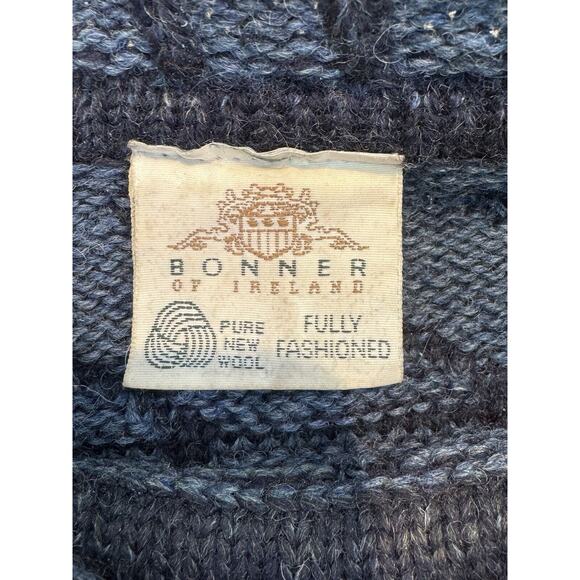 BONNER
OF IRELAND
PURE
NEW
WOOL
FULLY
FASHIONED